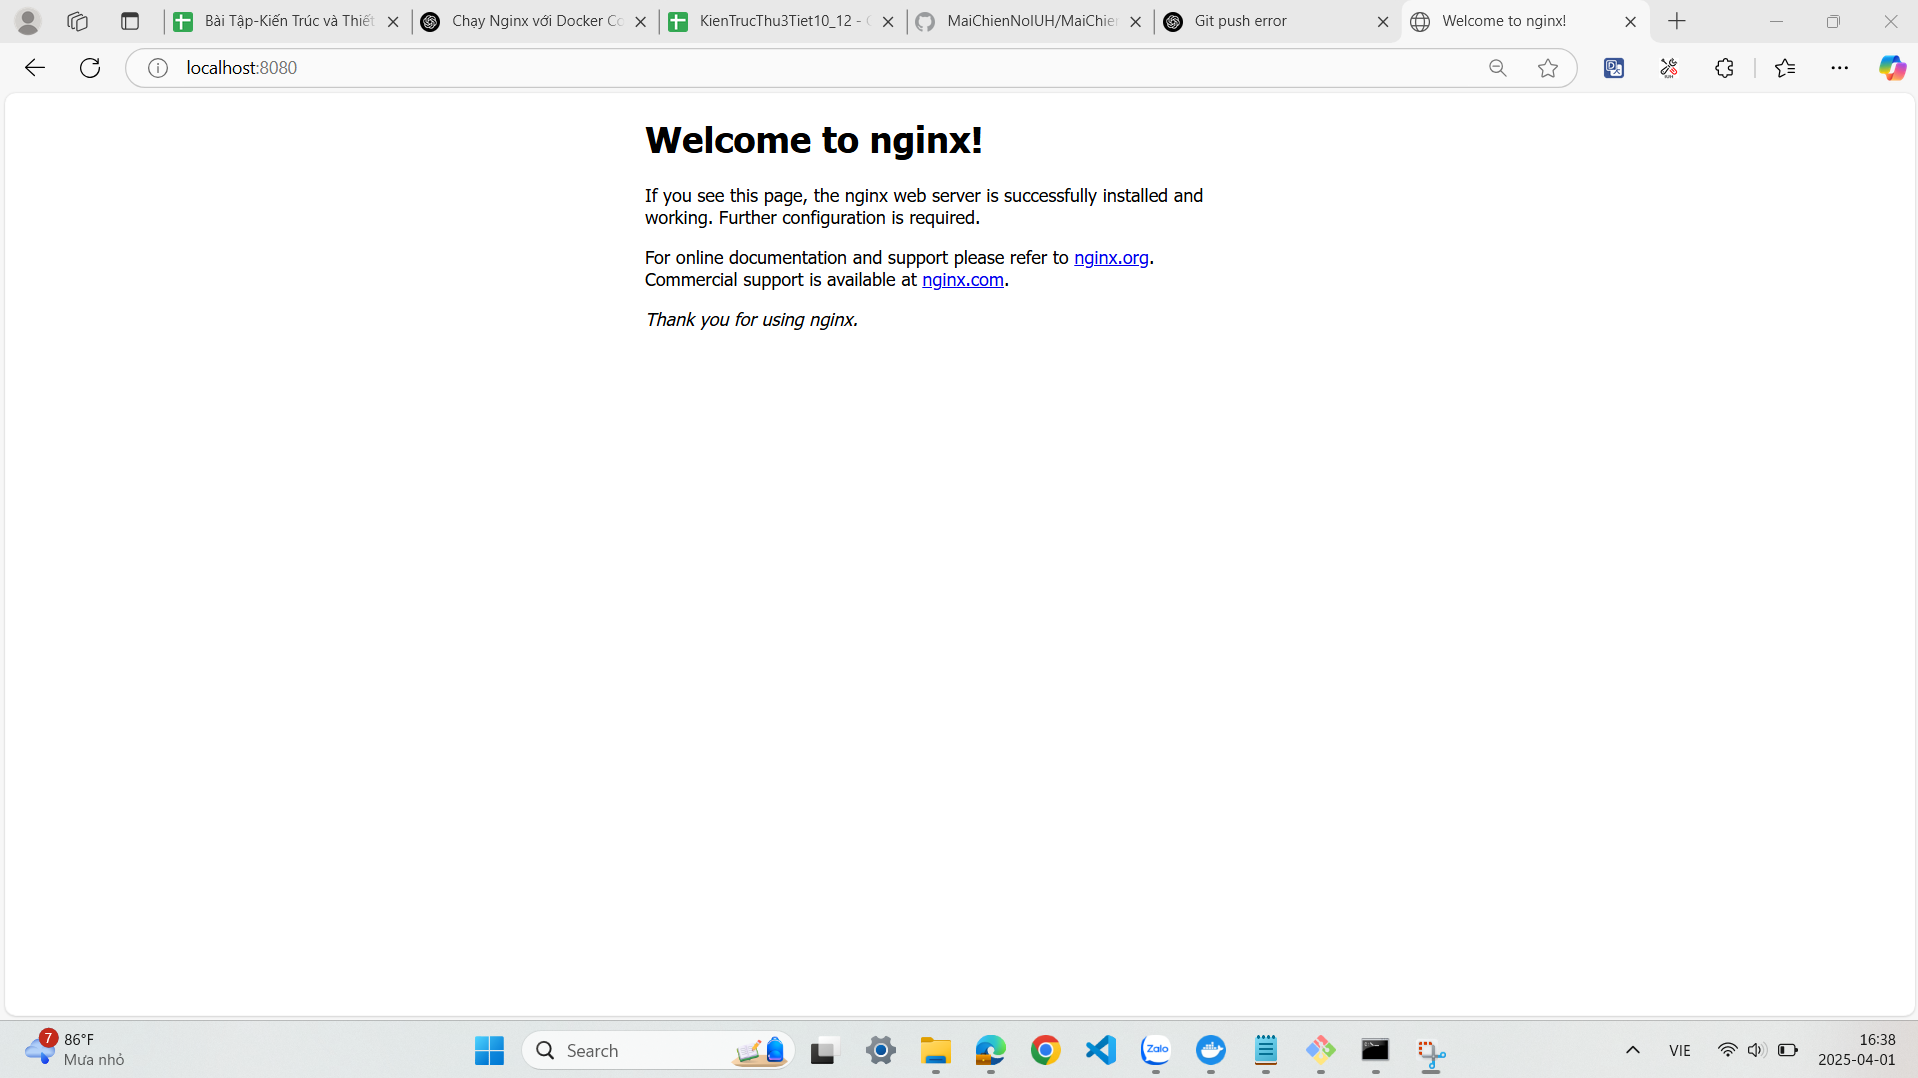 Bài Tập-Kiến Trúc và Thiết
Chạy Nginx với Docker Co
KienTrucThu3Tiet10_12 -
MaiChienNoIUH/MaiChien
Git push error
Welcome to nginx!
localhost:8080
Welcome to nginx!
If you see this page, the nginx web server is successfully installed and
working. Further configuration is required.
For online documentation and support please refer to nginx.org.
Commercial support is available at nginx.com.
Thank you for using nginx.
7
86°F
Mưa nhỏ
Search
Zalo
VIE
16:38
2025-04-01